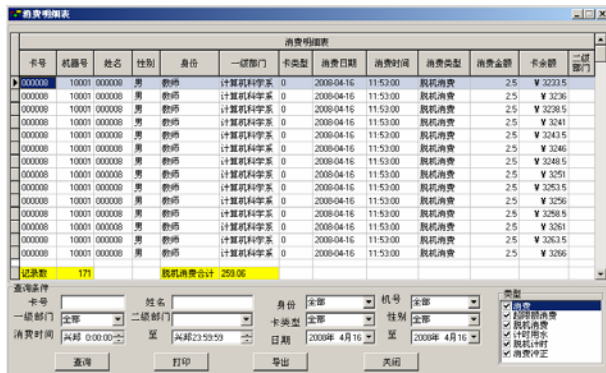 消费明细表
消费明细表
卡号 机器号 姓名 性别 身份 一级部门 卡类型 消费日期 消费时间 消费类型 消费金额 卡余额 二级部门
000008 10001 000008 男 教师 计算机科学系 0 2008-04-16 11:53:00 脱机消费 2.5 ¥ 3233.5
000008 10001 000008 男 教师 计算机科学系 0 2008-04-16 11:53:00 脱机消费 2.5 ¥ 3236
000008 10001 000008 男 教师 计算机科学系 0 2008-04-16 11:53:00 脱机消费 2.5 ¥ 3238.5
000008 10001 000008 男 教师 计算机科学系 0 2008-04-16 11:53:00 脱机消费 2.5 ¥ 3241
000008 10001 000008 男 教师 计算机科学系 0 2008-04-16 11:53:00 脱机消费 2.5 ¥ 3243.5
000008 10001 000008 男 教师 计算机科学系 0 2008-04-16 11:53:00 脱机消费 2.5 ¥ 3246
000008 10001 000008 男 教师 计算机科学系 0 2008-04-16 11:53:00 脱机消费 2.5 ¥ 3248.5
000008 10001 000008 男 教师 计算机科学系 0 2008-04-16 11:53:00 脱机消费 2.5 ¥ 3251
000008 10001 000008 男 教师 计算机科学系 0 2008-04-16 11:53:00 脱机消费 2.5 ¥ 3253.5
000008 10001 000008 男 教师 计算机科学系 0 2008-04-16 11:53:00 脱机消费 2.5 ¥ 3256
000008 10001 000008 男 教师 计算机科学系 0 2008-04-16 11:53:00 脱机消费 2.5 ¥ 3258.5
000008 10001 000008 男 教师 计算机科学系 0 2008-04-16 11:53:00 脱机消费 2.5 ¥ 3261
000008 10001 000008 男 教师 计算机科学系 0 2008-04-16 11:53:00 脱机消费 2.5 ¥ 3263.5
000008 10001 000008 男 教师 计算机科学系 0 2008-04-16 11:53:00 脱机消费 2.5 ¥ 3266
记录数 171 脱机消费合计 259.06
查询条件
卡号 姓名 身份 全部 机号 全部
一级部门 全部 二级部门 卡类型 全部 性别 全部
消费时间 0:00:00 至 23:59:59 日期 2008年 4月16 至 2008年 4月16
类型
消费
超限额消费
脱机消费
计时用水
脱机计时
消费冲正
查询 打印 导出 关闭